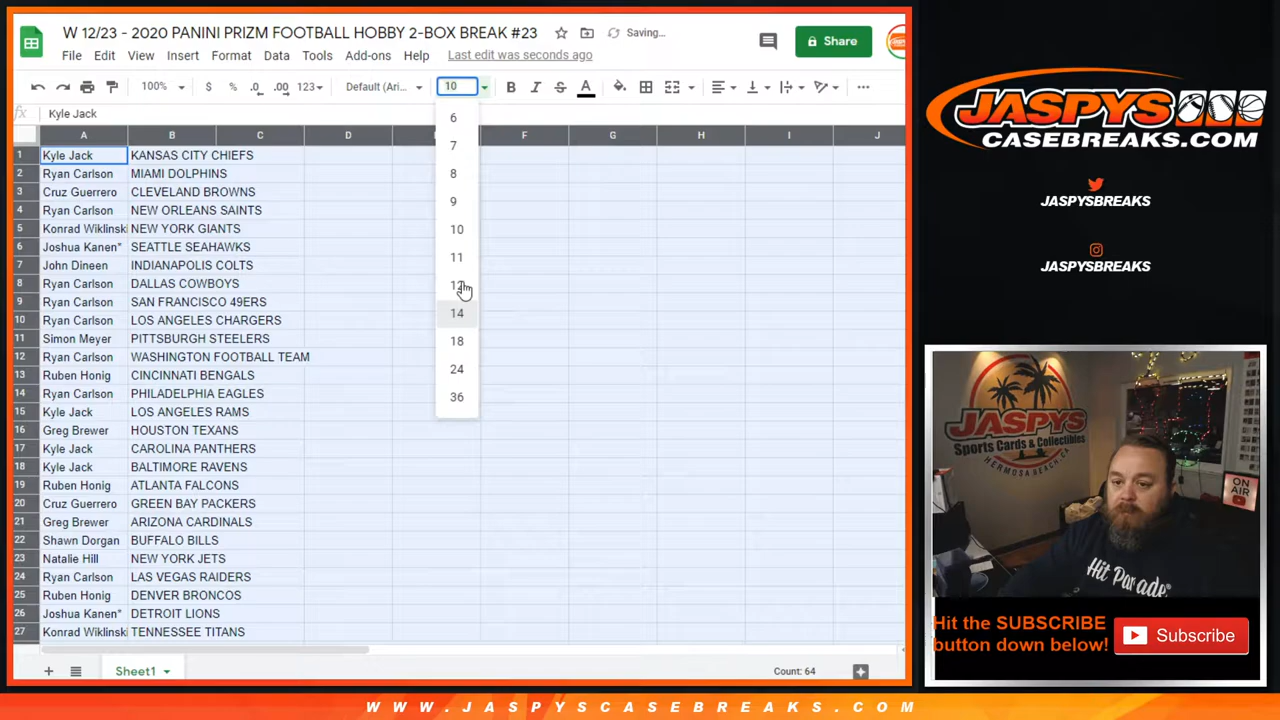 W 12/23 - 2020 PANINI PRIZM FOOTBALL HOBBY 2-BOX BREAK #23
Saving...
File Edit View Insert Format Data Tools Add-ons Help Last edit was seconds ago
Share
100% $ % .0 .00 123 Default (Ari... 10 B I S A
fx Kyle Jack
A B C D F G H I J
1 Kyle Jack KANSAS CITY CHIEFS
2 Ryan Carlson MIAMI DOLPHINS
3 Cruz Guerrero CLEVELAND BROWNS
4 Ryan Carlson NEW ORLEANS SAINTS
5 Konrad Wiklinski NEW YORK GIANTS
6 Joshua Kanen" SEATTLE SEAHAWKS
7 John Dineen INDIANAPOLIS COLTS
8 Ryan Carlson DALLAS COWBOYS
9 Ryan Carlson SAN FRANCISCO 49ERS
10 Ryan Carlson LOS ANGELES CHARGERS
11 Simon Meyer PITTSBURGH STEELERS
12 Ryan Carlson WASHINGTON FOOTBALL TEAM
13 Ruben Honig CINCINNATI BENGALS
14 Ryan Carlson PHILADELPHIA EAGLES
15 Kyle Jack LOS ANGELES RAMS
16 Greg Brewer HOUSTON TEXANS
17 Kyle Jack CAROLINA PANTHERS
18 Kyle Jack BALTIMORE RAVENS
19 Ruben Honig ATLANTA FALCONS
20 Cruz Guerrero GREEN BAY PACKERS
21 Greg Brewer ARIZONA CARDINALS
22 Shawn Dorgan BUFFALO BILLS
23 Natalie Hill NEW YORK JETS
24 Ryan Carlson LAS VEGAS RAIDERS
25 Ruben Honig DENVER BRONCOS
26 Joshua Kanen" DETROIT LIONS
27 Konrad Wiklinski TENNESSEE TITANS
6
7
8
9
10
11
12
14
18
24
36
Sheet1
Count: 64
JASPYS
CASEBREAKS.COM
JASPYSBREAKS
JASPYSBREAKS
JASPYS
Sports Cards & Collectibles
HERMOSA BEACH, CA
ON AIR
Hit Parade
Hit the SUBSCRIBE
button down below!
Subscribe
WWW.JASPYSCASEBREAKS.COM